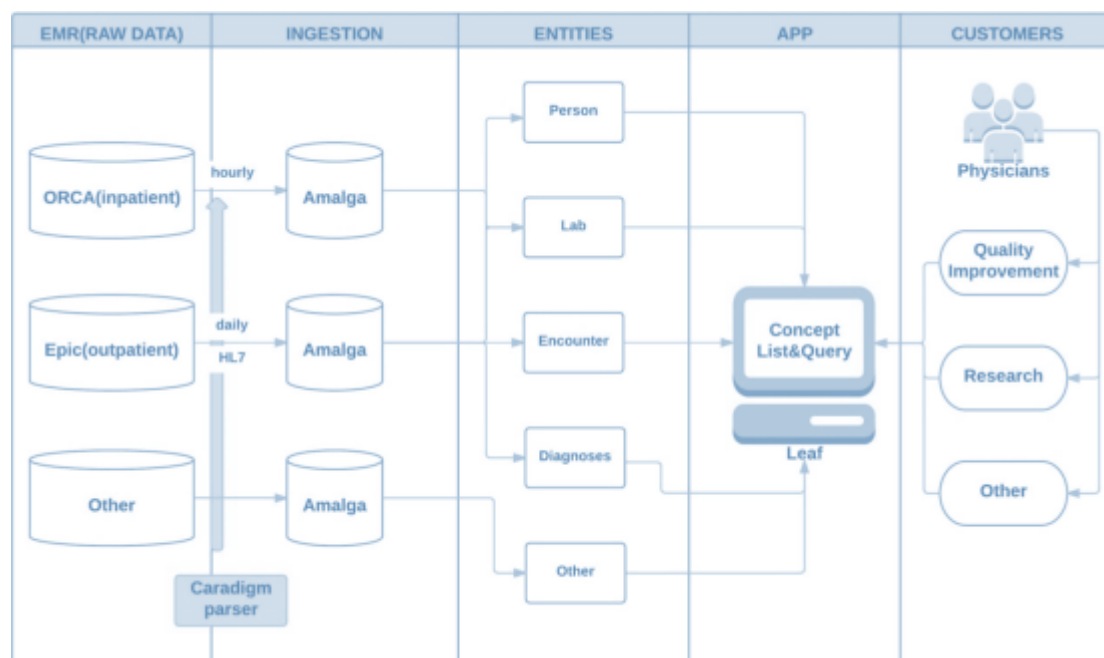 EMR(RAW DATA)
INGESTION
ENTITIES
APP
CUSTOMERS
ORCA(inpatient)
hourly
Amalga
Epic(outpatient)
daily
HL7
Amalga
Other
Amalga
Caradigm
parser
Person
Lab
Encounter
Diagnoses
Other
Concept
List&Query
Leaf
Physicians
Quality
Improvement
Research
Other